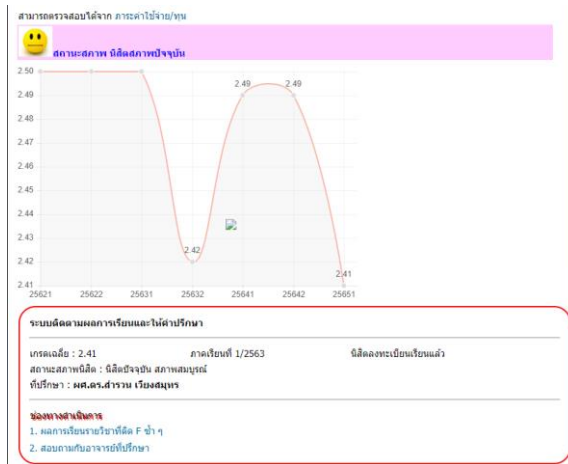 สามารถตรวจสอบได้จาก ภาระค่าใช้จ่าย/ทุน
สถานะสภาพ นิสิตสภาพปัจจุบัน
2.50
2.49
2.48
2.47
2.46
2.45
2.44
2.43
2.42
2.41
2.49 2.49
2.42
2.41
25621 25622 25631 25632 25641 25642 25651
ระบบติดตามผลการเรียนและให้คำปรึกษา
เกรดเฉลี่ย : 2.41 ภาคเรียนที่ 1/2563 นิสิตลงทะเบียนเรียนแล้ว
สถานะสภาพนิสิต : นิสิตปัจจุบัน สภาพสมบูรณ์
ที่ปรึกษา : ผศ.ดร.สำรวน เวียงสมุทร
ช่องทางดำเนินการ
1. ผลการเรียนรายวิชาที่ติด F ซ้ำ ๆ
2. สอบถามกับอาจารย์ที่ปรึกษา